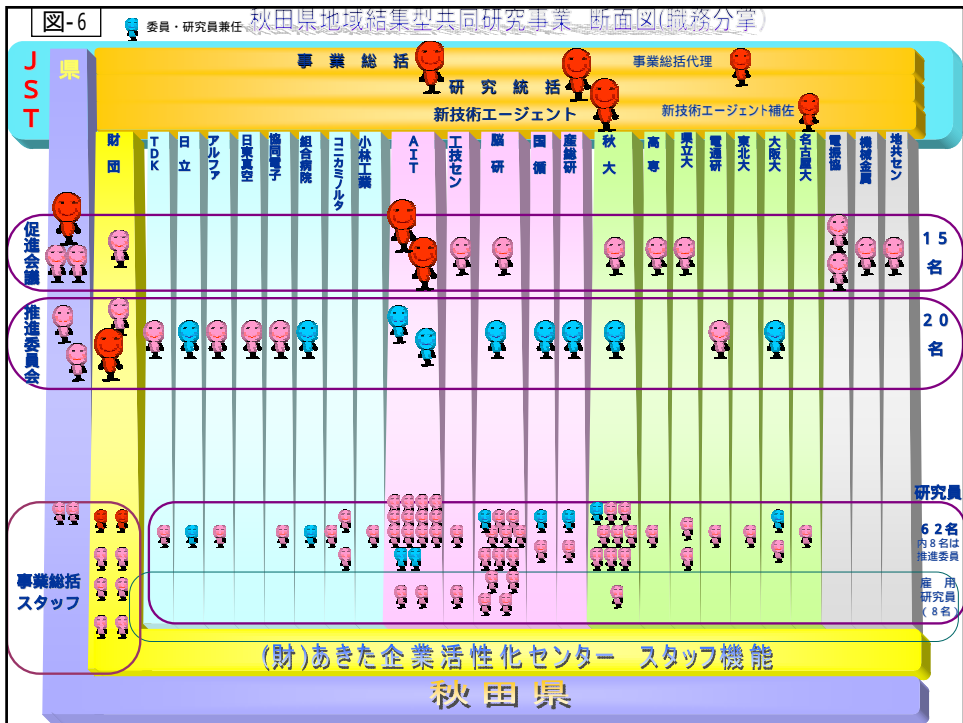 図-6
委員・研究員兼任
秋田県地域結集型共同研究事業 断面図(職務分掌)
JST
県
事業総括
事業総括代理
研究統括
新技術エージェント
新技術エージェント補佐
財団
TDK
日立
アルファ
日東真空
協同電子
組合病院
コニカミノルタ
小林工業
AIT
工技セン
脳研
国循
産総研
秋大
高専
県立大
電通研
東北大
大阪大
名古屋大
電振協
機械金属
地共セン
促進会議
15名
推進委員会
20名
研究員
62名
内8名は
推進委員
事業総括
スタッフ
雇用
研究員
(8名)
(財)あきた企業活性化センター スタッフ機能
秋田県